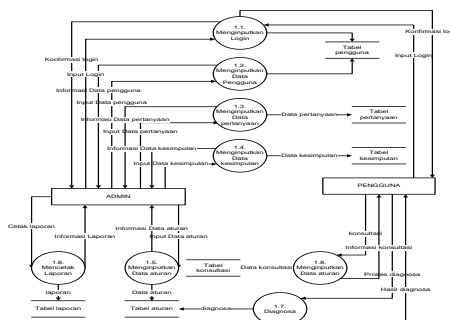 1.1.
Menginputkan
Login
Konfirmasi log
Konfirmasi login
Input Login
Tabel
pengguna
Input Login
1.2.
Menginputkan
Data
Pengguna
Informasi Data pengguna
Input Data pengguna
1.3.
Menginputkan
Data
pertanyaan
Data pertanyaan
Tabel
pertanyaan
Informasi Data pertanyaan
Input Data pertanyaan
1.4.
Menginputkan
Data
kesimpulan
Data kesimpulan
Tabel
kesimpulan
Informasi Data kesimpulan
Input Data kesimpulan
ADMIN
PENGGUNA
Cetak laporan
Informasi Laporan
Informasi Data aturan
Input Data aturan
konsultasi
Informasi konsultasi
1.6.
Mencetak
Laporan
1.5.
Menginputkan
Data aturan
Tabel
konsultasi
Data konsultasi
1.8.
Menginputkan
Data aturan
Proses diagnosa
Hasil diagnosa
laporan
Data aturan
Tabel laporan
Tabel aturan
diagnosa
1.7.
Diagnosa